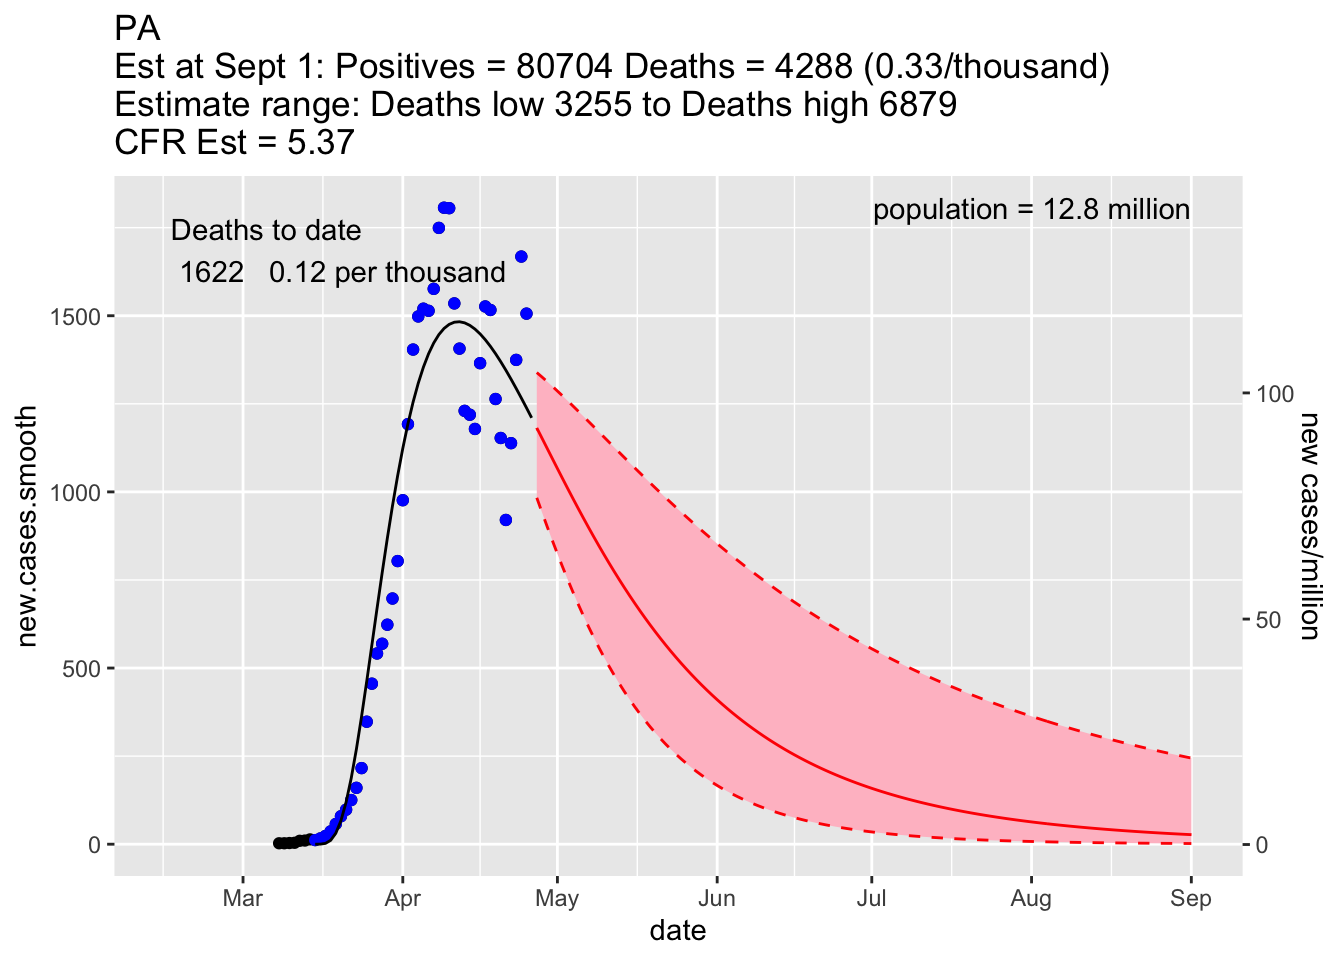 PA
Est at Sept 1: Positives = 80704 Deaths = 4288 (0.33/thousand)
Estimate range: Deaths low 3255 to Deaths high 6879
CFR Est = 5.37
Deaths to date
1622 0.12 per thousand
population = 12.8 million
new.cases.smooth
1500
1000
500
0
100
50
0
new cases/million
Mar Apr May Jun Jul Aug Sep
date